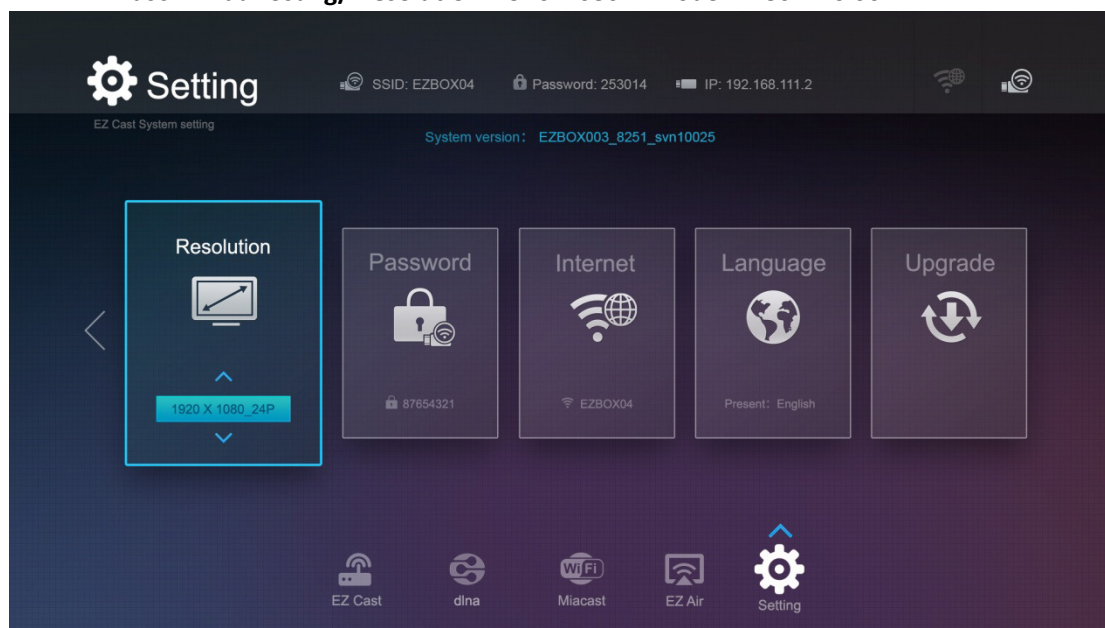 Setting
SSID: EZBOX04
Password: 253014
IP: 192.168.111.2
EZ Cast System setting
System version: EZBOX003_8251_svn10025
Resolution
Password
Internet
Language
Upgrade
1920 X 1080_24P
87654321
EZBOX04
Present: English
EZ Cast
dlna
WiFi
Miacast
EZ Air
Setting